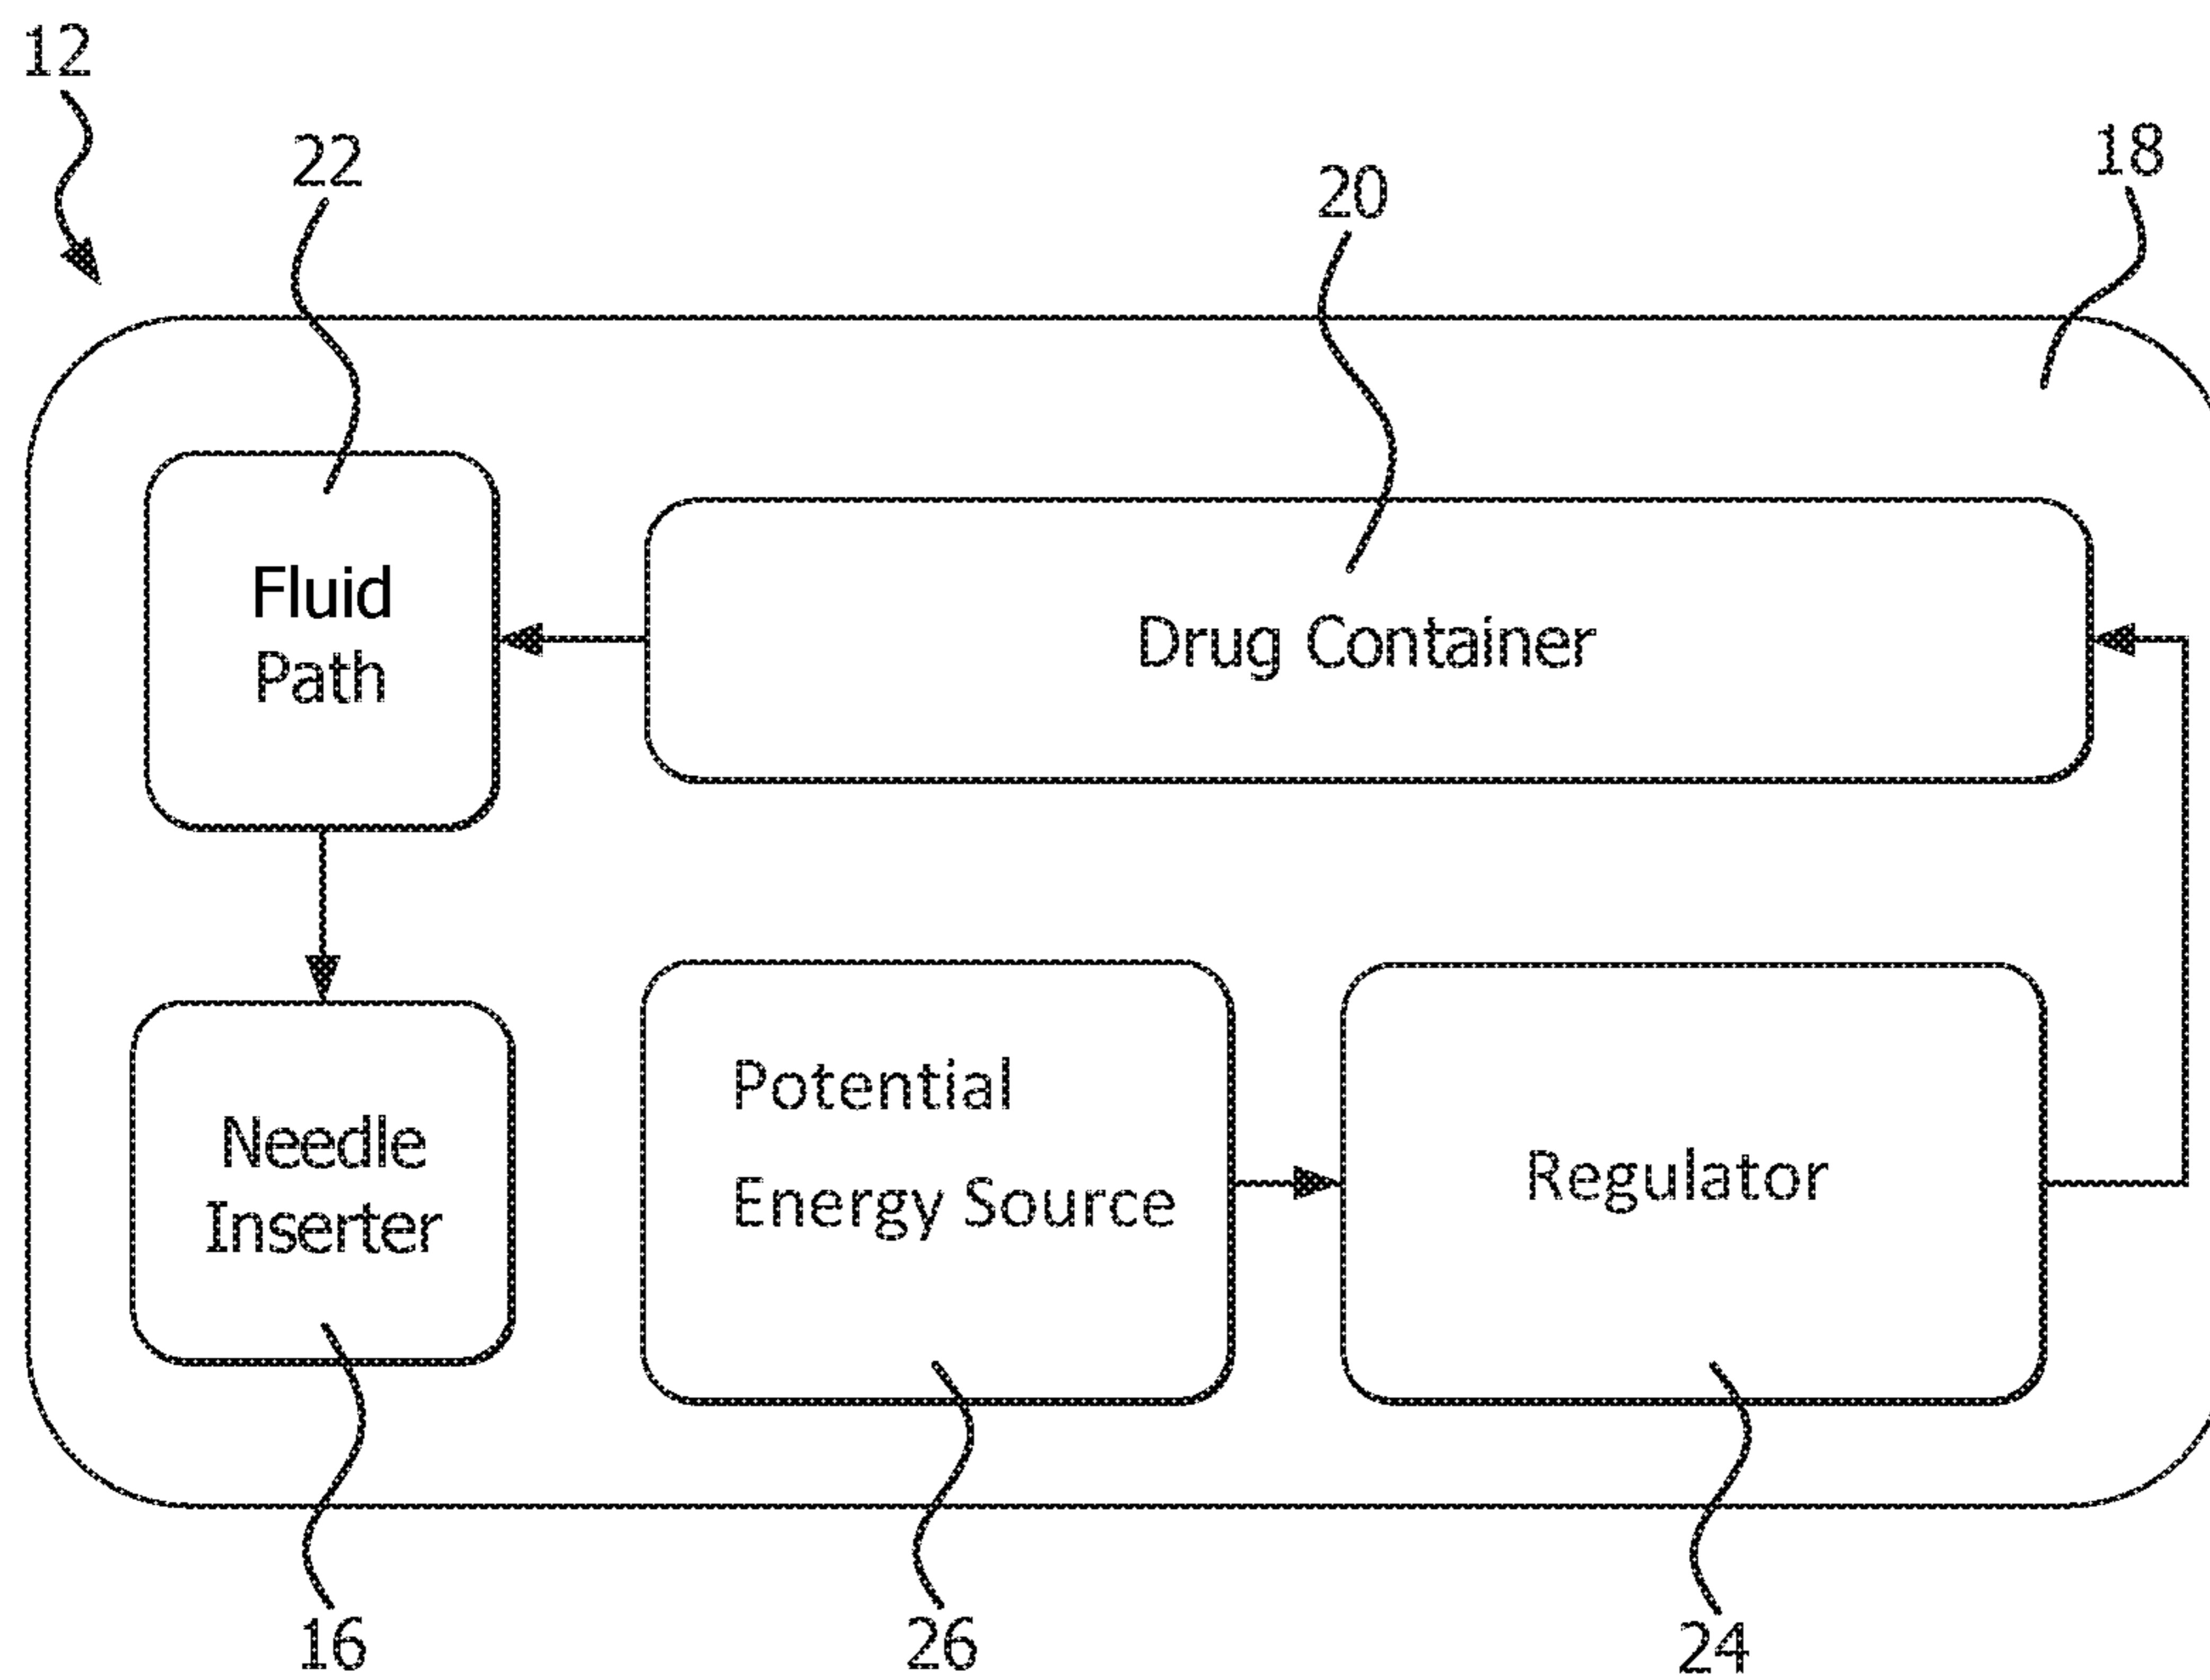 12
22
20
18
Fluid
Path
Drug Container
Needle
Inserter
Potential
Energy Source
Regulator
16
26
24